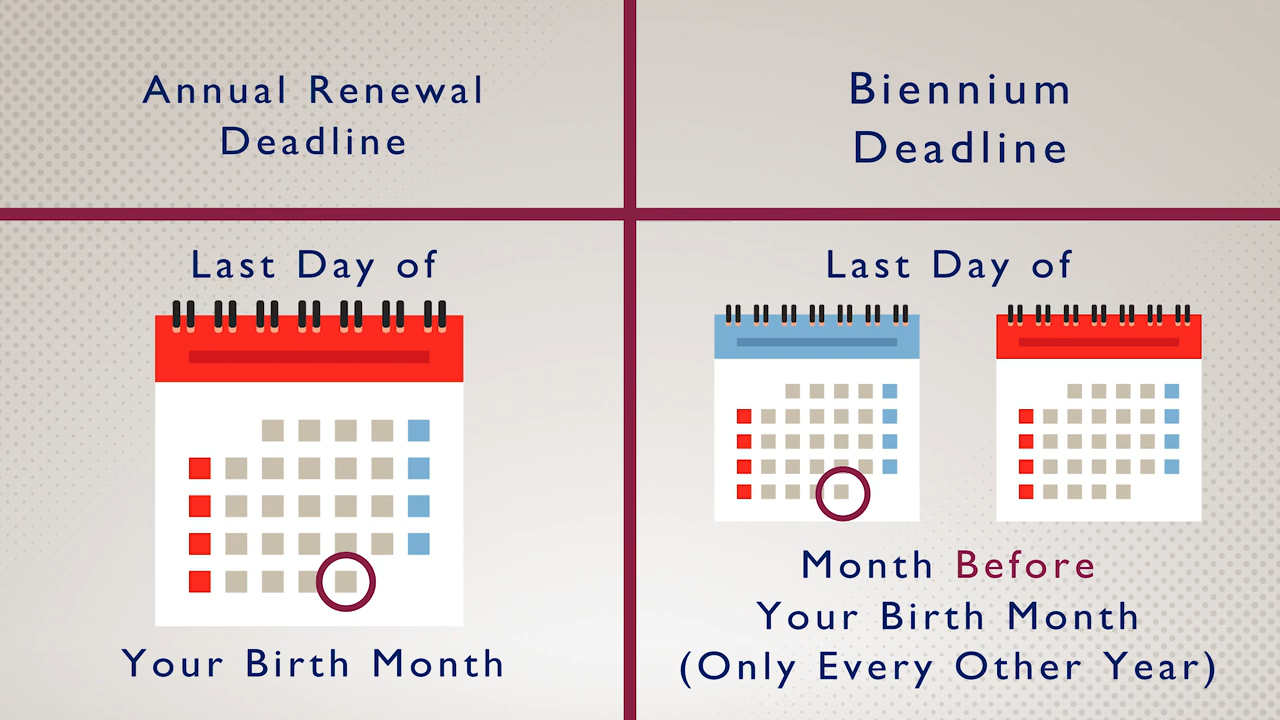 Annual Renewal
Deadline
Biennium
Deadline
Last Day of
Your Birth Month
Last Day of
Month Before
Your Birth Month
(Only Every Other Year)